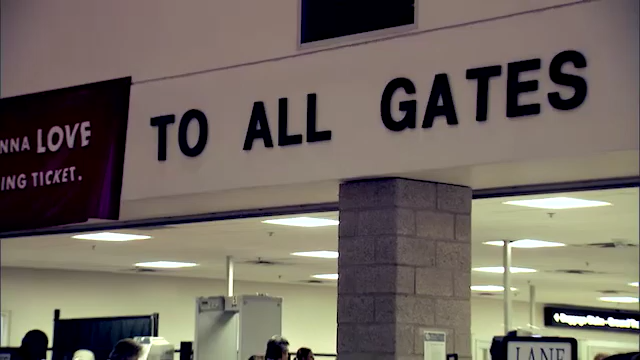 TO ALL GATES
NNA LOVE
ING TICKET.
LANE